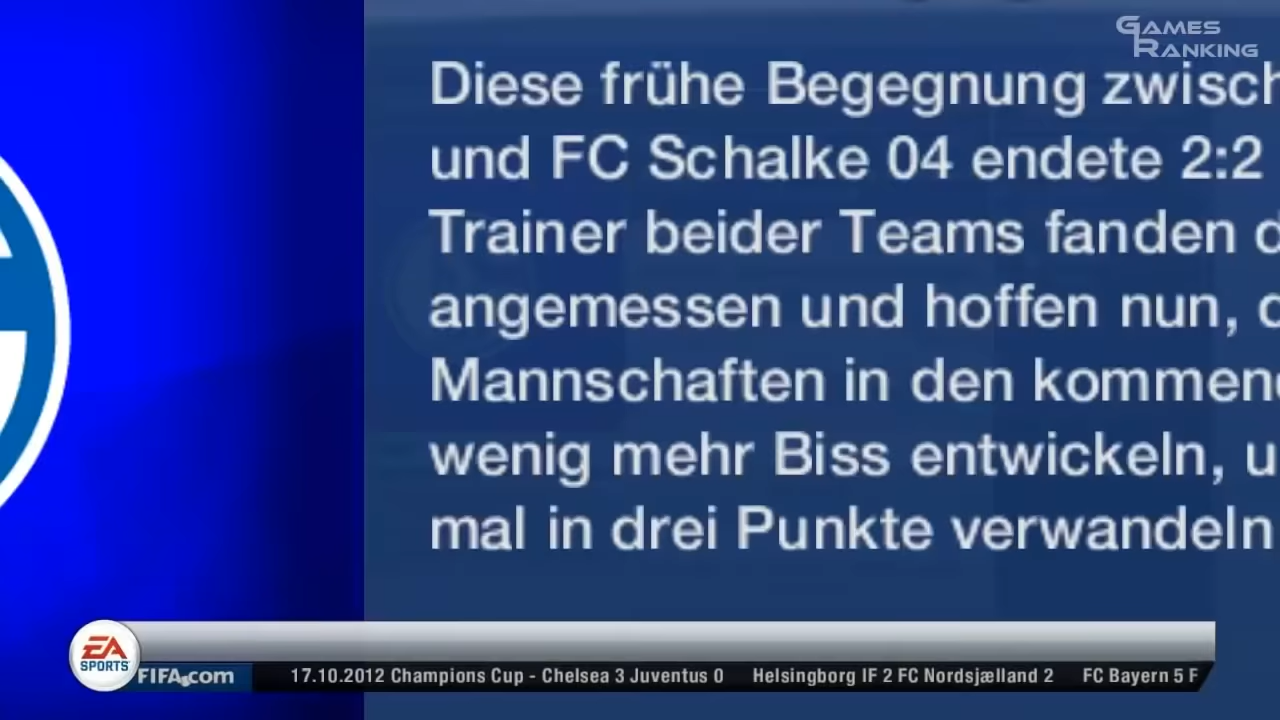 GAMES
RANKING
Diese frühe Begegnung zwisch
und FC Schalke 04 endete 2:2
Trainer beider Teams fanden d
angemessen und hoffen nun, d
Mannschaften in den kommend
wenig mehr Biss entwickeln, u
mal in drei Punkte verwandeln
EA
SPORTS
FIFA.com 17.10.2012 Champions Cup - Chelsea 3 Juventus 0 Helsingborg IF 2 FC Nordsjælland 2 FC Bayern 5 F